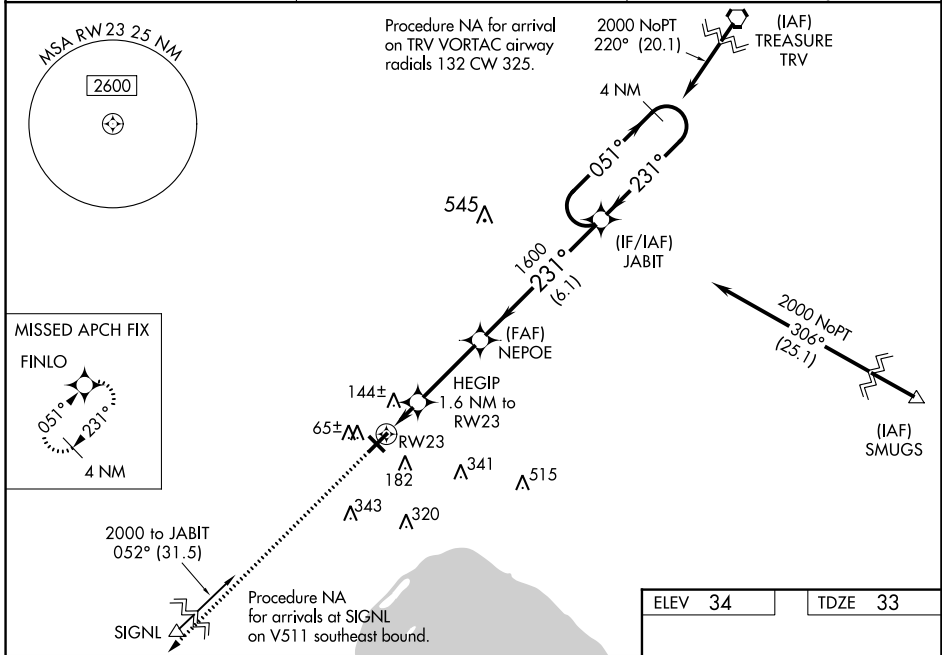 MSA RW 23 25 NM
2600
Procedure NA for arrival
on TRV VORTAC airway
radials 132 CW 325.
2000 NoPT
220° (20.1)
(IAF)
TREASURE
TRV
4 NM
051°
231°
545
(IF/IAF)
JABIT
1600
231°
(6.1)
2000 NoPT
306°
(25.1)
(IAF)
SMUGS
(FAF)
NEPOE
MISSED APCH FIX
FINLO
051°
231°
4 NM
HEGIP
1.6 NM to
RW23
144±
65±
RW23
182
341
515
343
320
2000 to JABIT
052° (31.5)
SIGNL
Procedure NA
for arrivals at SIGNL
on V511 southeast bound.
ELEV 34
TDZE 33